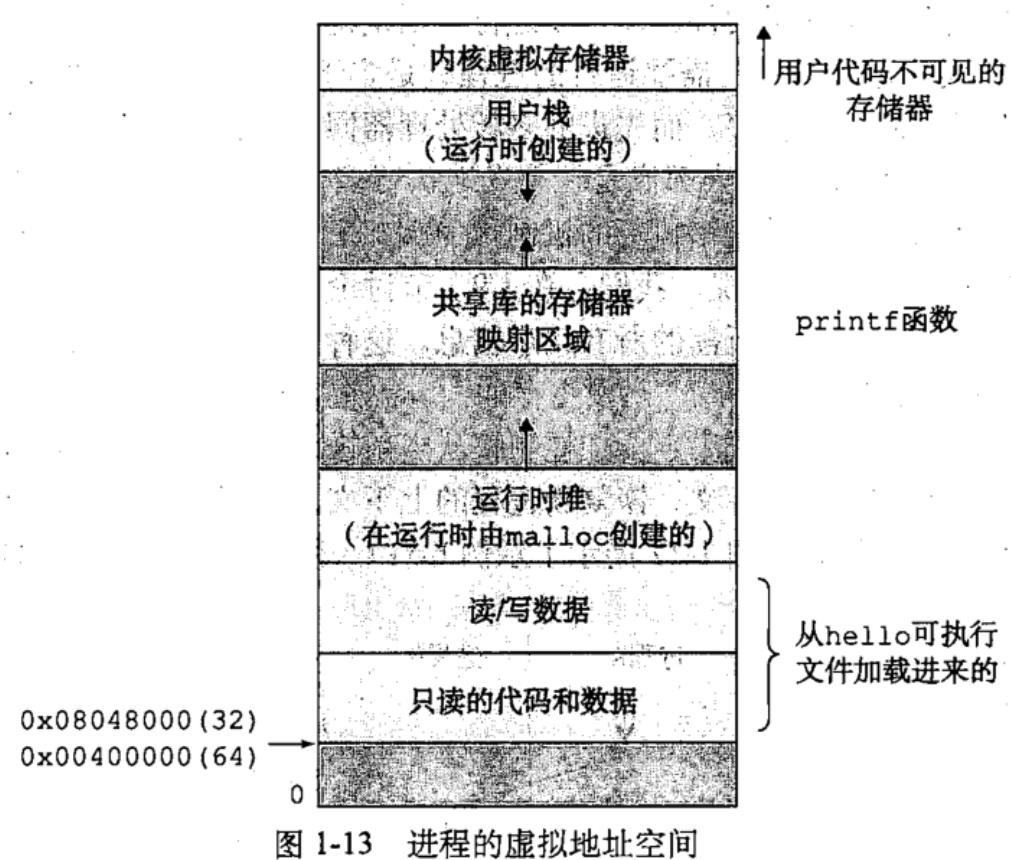 内核虚拟存储器
用户代码不可见的
存储器
用户栈
（运行时创建的）
共享库的存储器
映射区域
printf函数
运行时堆
（在运行时由malloc创建的）
读/写数据
从hello可执行
文件加载进来的
只读的代码和数据
0x08048000(32)
0x00400000(64)
0
图 1-13 进程的虚拟地址空间